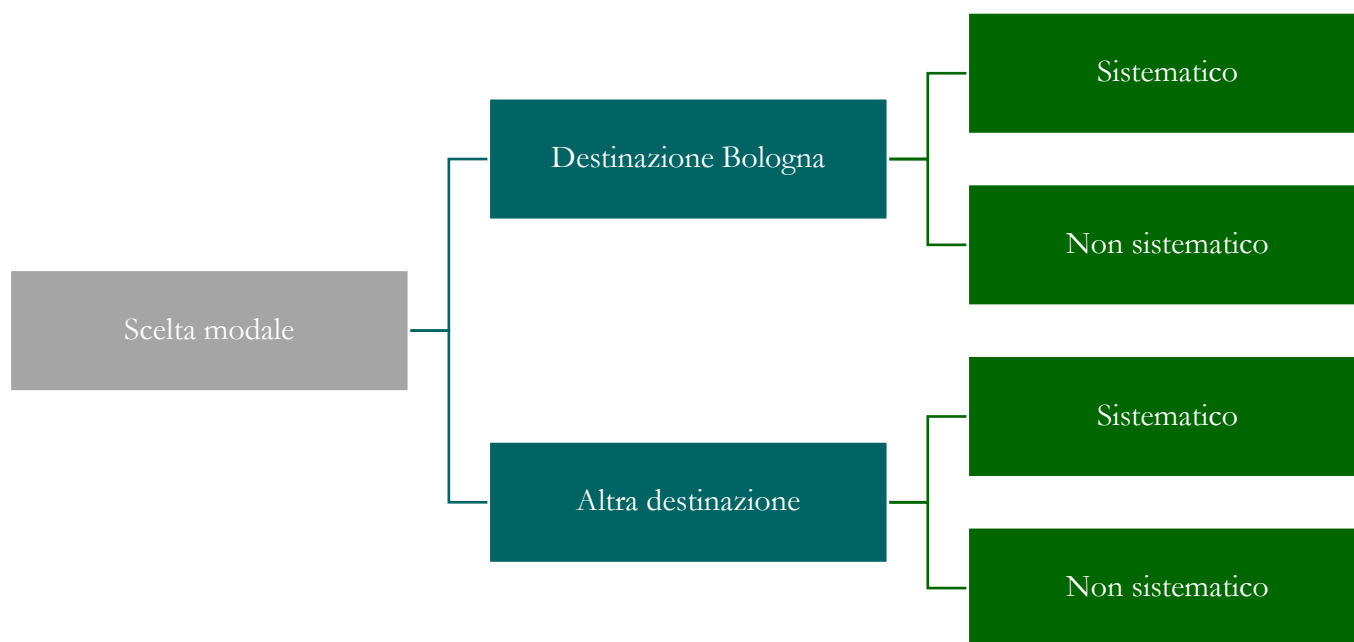 Scelta modale
Destinazione Bologna
Sistematico
Non sistematico
Altra destinazione
Sistematico
Non sistematico